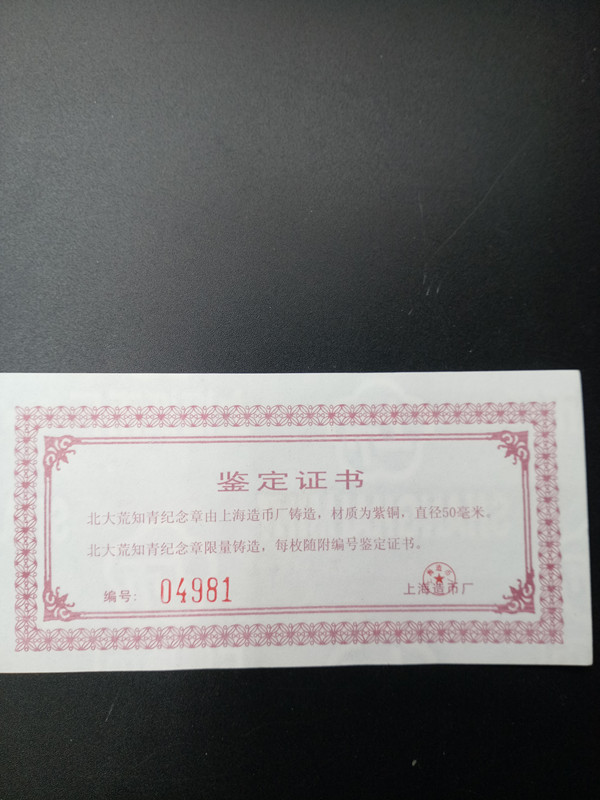 鉴定证书
北大荒知青纪念章由上海造币厂铸造，材质为紫铜，直径50毫米。
北大荒知青纪念章限量铸造，每枚随附编号鉴定证书。
编号: 04981
上海造币厂